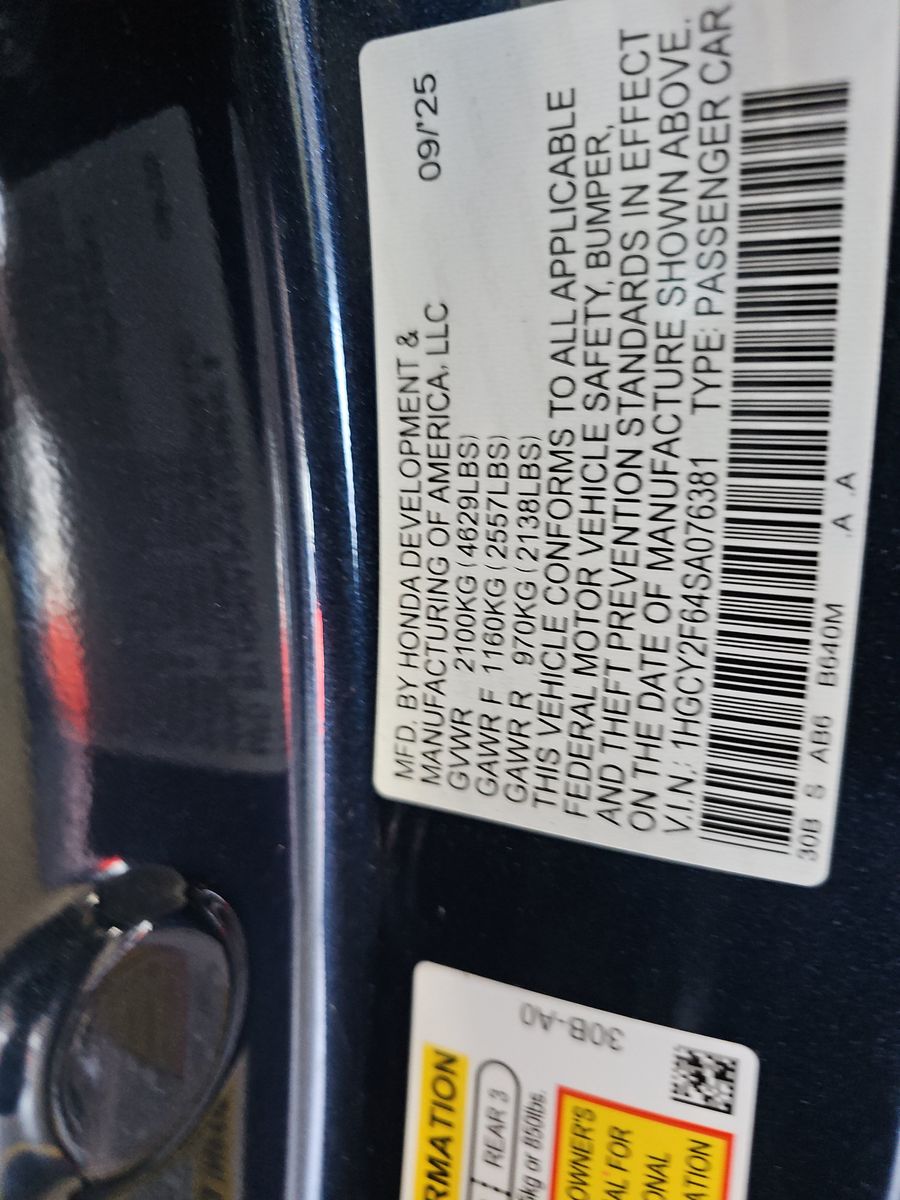 MFD. BY HONDA DEVELOPMENT &
MANUFACTURING OF AMERICA, LLC 09/'25
GVWR 2100KG (4629LBS)
GAWR F 1160KG (2557LBS)
GAWR R 970KG (2138LBS)
THIS VEHICLE CONFORMS TO ALL APPLICABLE
FEDERAL MOTOR VEHICLE SAFETY, BUMPER,
AND THEFT PREVENTION STANDARDS IN EFFECT
ON THE DATE OF MANUFACTURE SHOWN ABOVE.
V.I.N.: 1HGCY2F64SA076381 TYPE: PASSENGER CAR
30B S AB6 B640M .A .A
30B-A0
RMATION
REAR 3
kg or 850lbs.
OWNER'S
AL FOR
ONAL
ATION